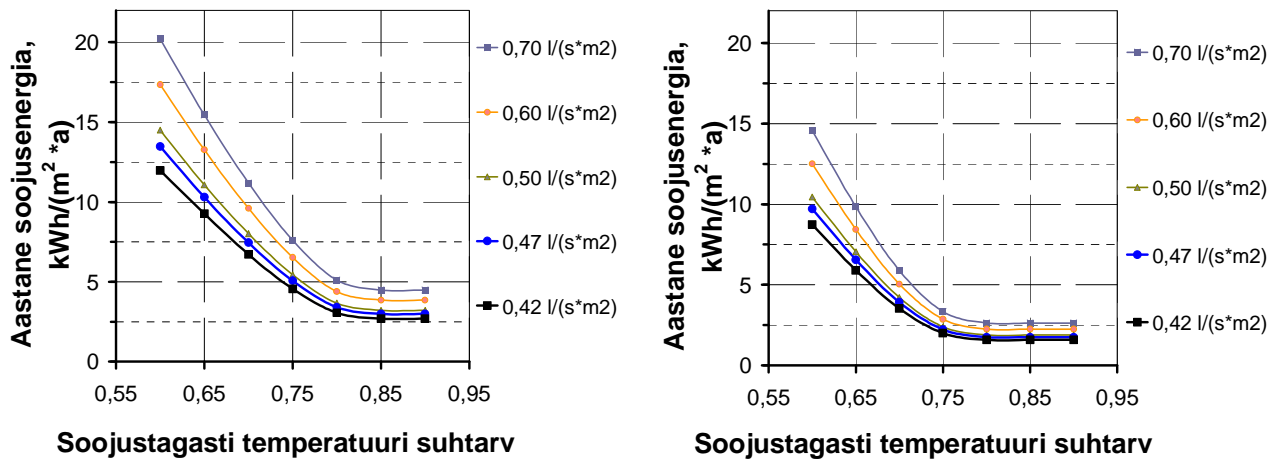 Aastane soojusenergia,
kWh/(m² *a)
20
15
10
5
0
0,55
0,65
0,75
0,85
0,95
Soojustagasti temperatuuri suhtarv
0,70 l/(s*m2)
0,60 l/(s*m2)
0,50 l/(s*m2)
0,47 l/(s*m2)
0,42 l/(s*m2)
Aastane soojusenergia,
kWh/(m² *a)
20
15
10
5
0
0,55
0,65
0,75
0,85
0,95
Soojustagasti temperatuuri suhtarv
0,70 l/(s*m2)
0,60 l/(s*m2)
0,50 l/(s*m2)
0,47 l/(s*m2)
0,42 l/(s*m2)